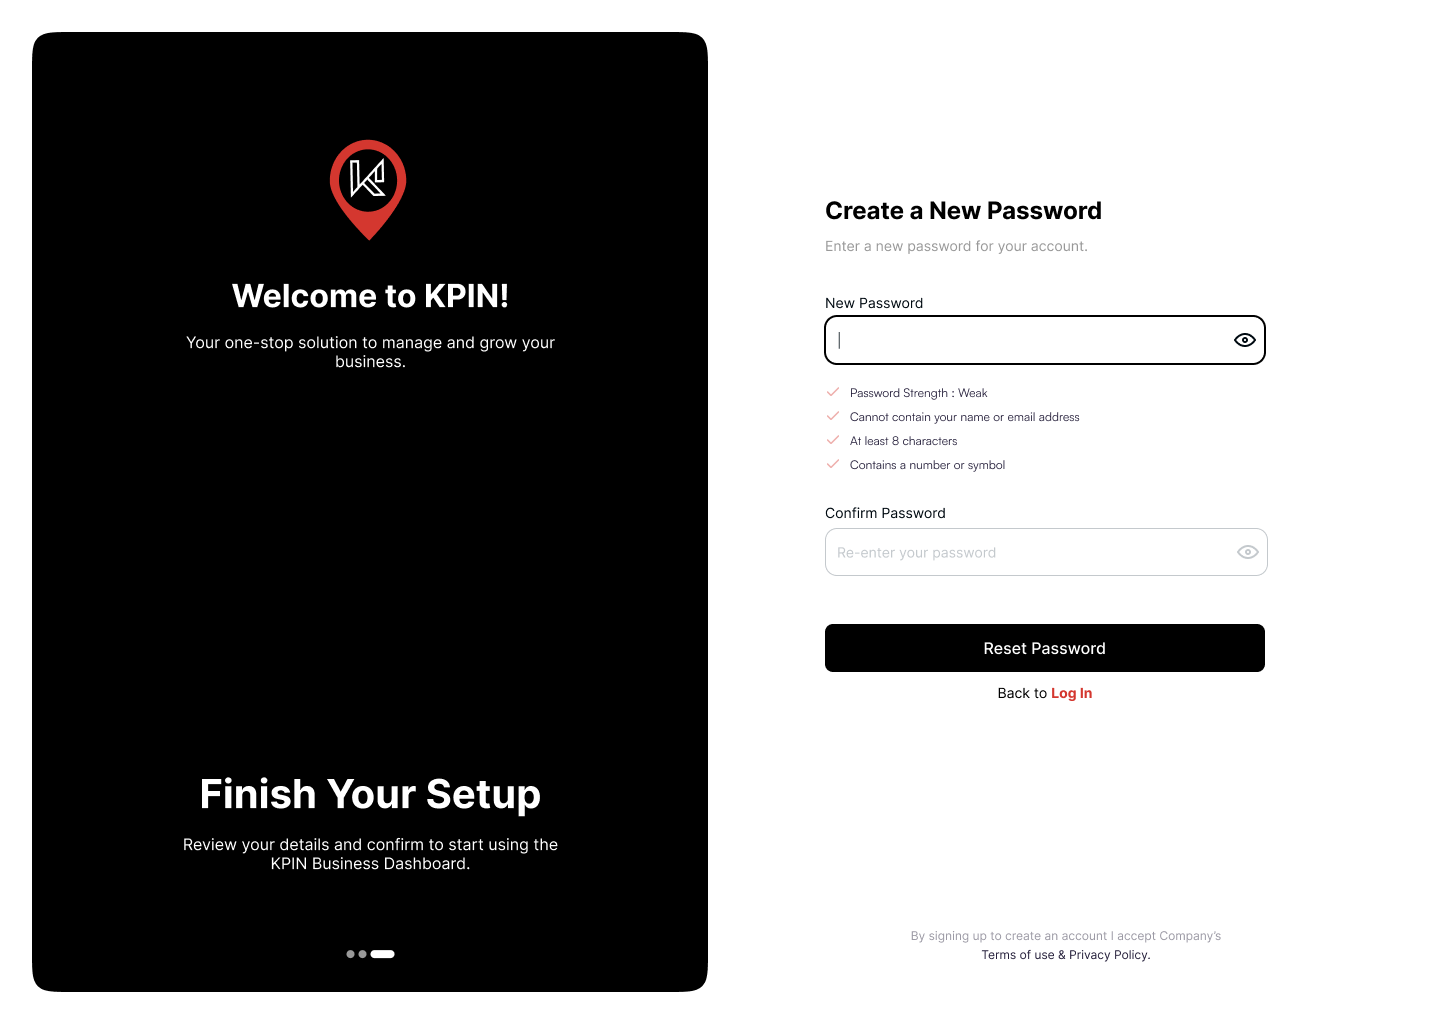 K
Welcome to KPIN!
Your one-stop solution to manage and grow your
business.
Finish Your Setup
Review your details and confirm to start using the
KPIN Business Dashboard.
Create a New Password
Enter a new password for your account.
New Password
Password Strength : Weak
Cannot contain your name or email address
At least 8 characters
Contains a number or symbol
Confirm Password
Re-enter your password
Reset Password
Back to Log In
By signing up to create an account I accept Company's
Terms of use & Privacy Policy.